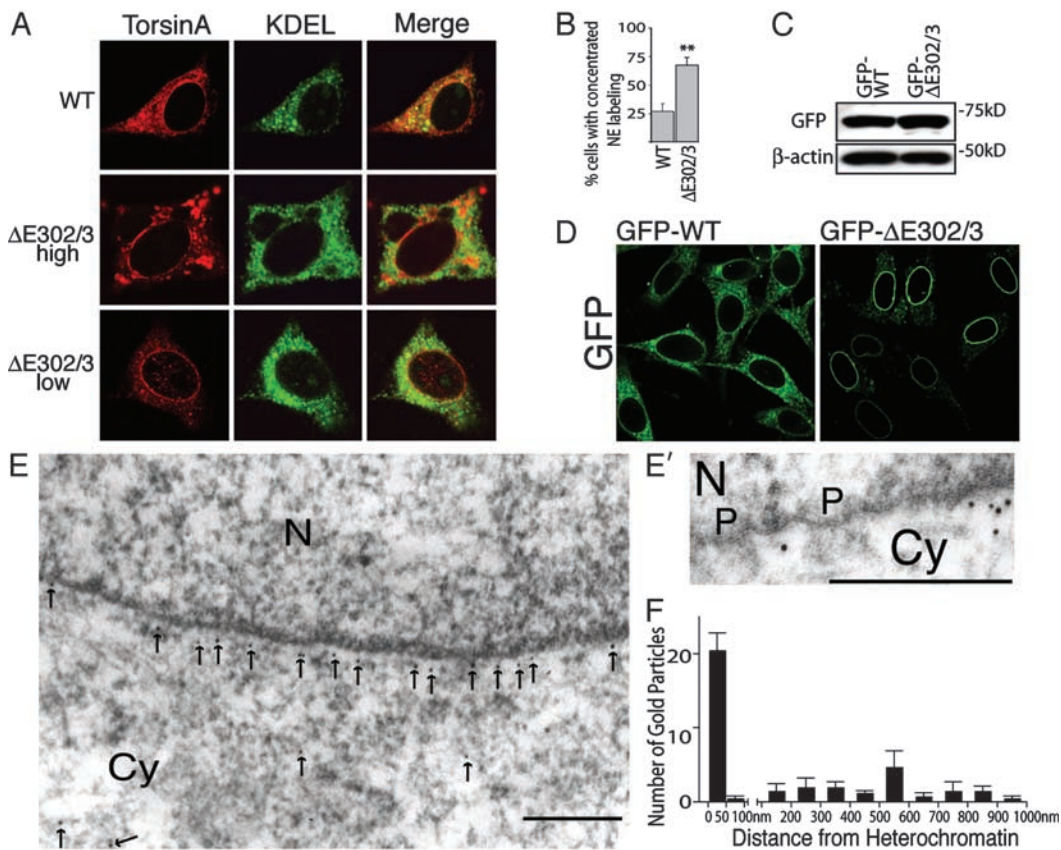 A
TorsinA
KDEL
Merge
WT
ΔE302/3
high
ΔE302/3
low
B
% cells with concentrated
NE labeling
75
50
25
0
**
WT
ΔE302/3
C
GFP-
WT
GFP-
ΔE302/3
GFP
-75kD
β-actin
-50kD
D
GFP-WT
GFP-ΔE302/3
GFP
E
N
Cy
E'
N
P
P
Cy
F
Number of Gold Particles
20
10
0
0 50 100nm 200 300 400 500 600 700 800 900 1000nm
Distance from Heterochromatin